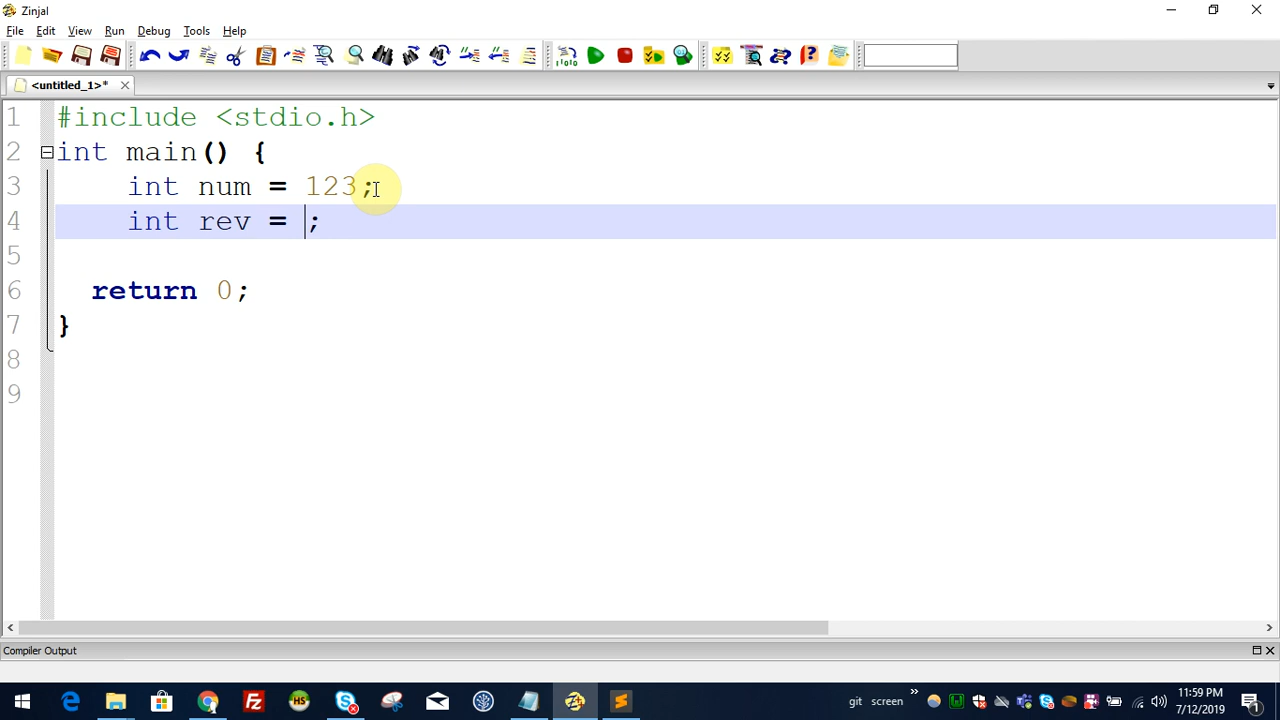 Zinjal
File Edit View Run Debug Tools Help
<untitled_1>*
1 #include <stdio.h>
2 int main() {
3 int num = 123;
4 int rev = ;
5
6 return 0;
7 }
8
9
Compiler Output
git screen
11:59 PM
7/12/2019